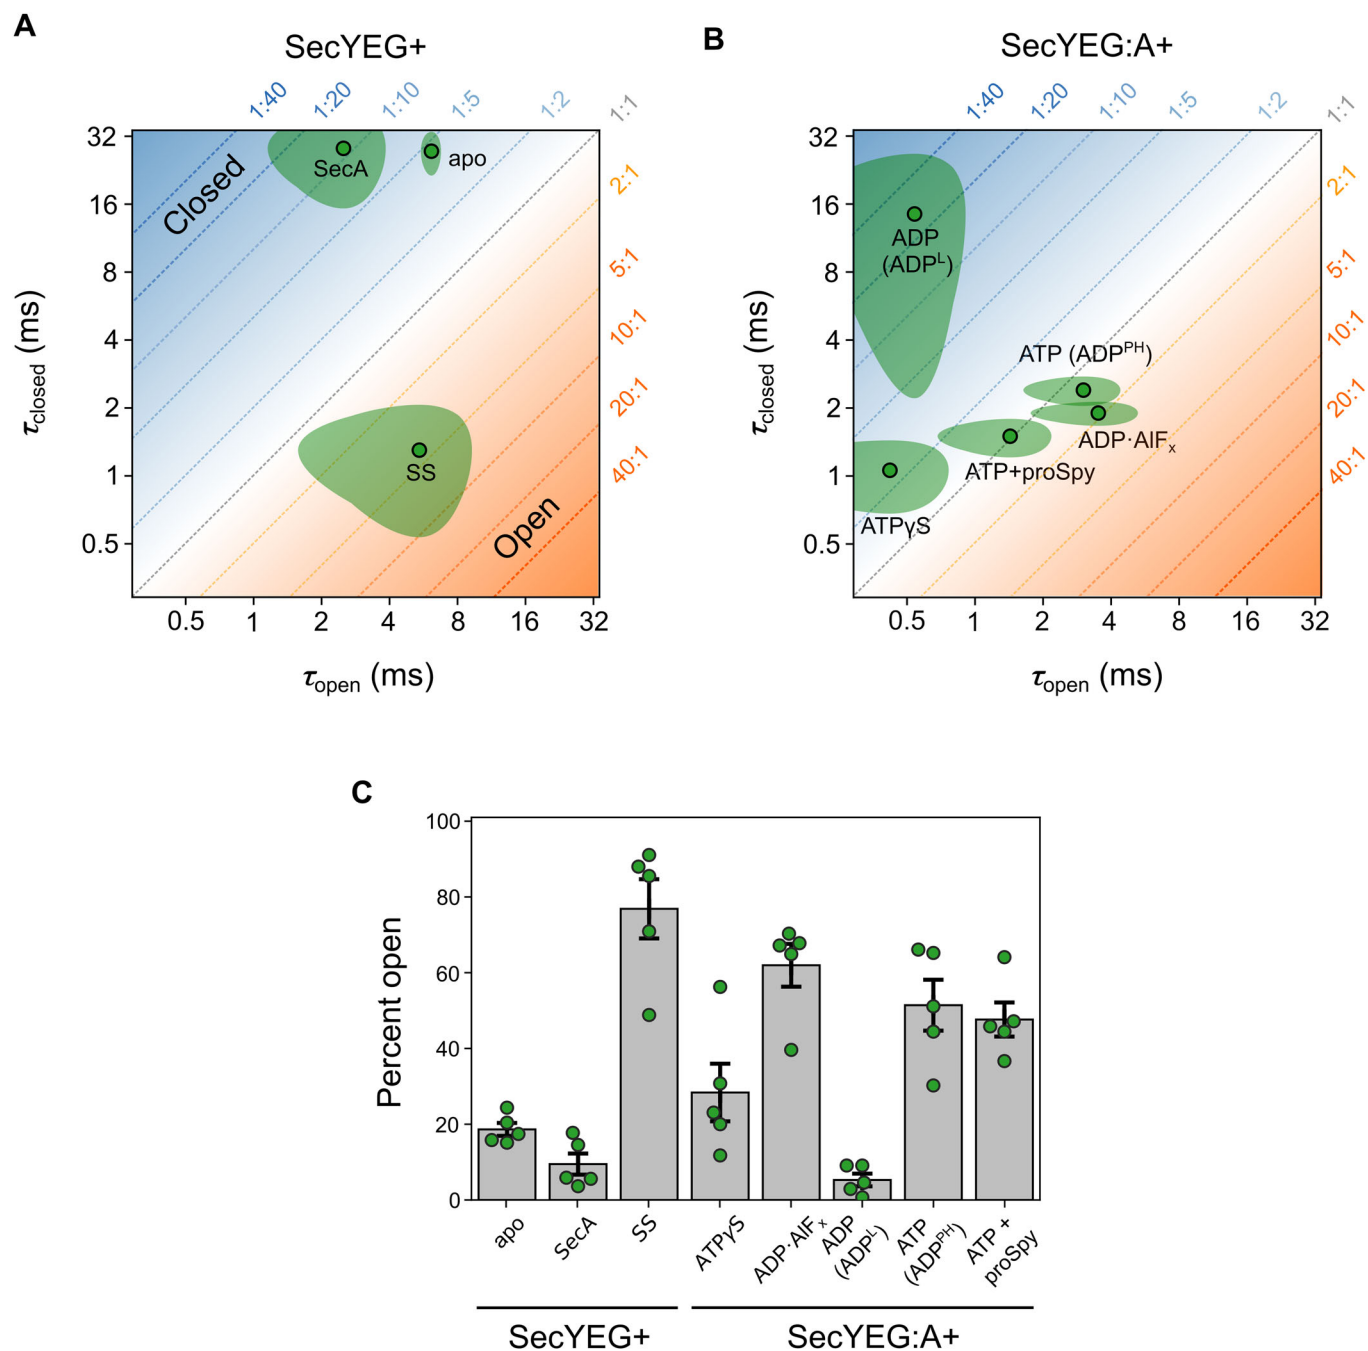 A
SecYEG+
1:40
1:20
1:10
1:5
1:2
1:1
2:1
5:1
10:1
20:1
40:1
32
16
8
4
2
1
0.5
τclosed (ms)
Closed
SecA
apo
SS
Open
0.5 1 2 4 8 16 32
τopen (ms)
B
SecYEG:A+
1:40
1:20
1:10
1:5
1:2
1:1
2:1
5:1
10:1
20:1
40:1
32
16
8
4
2
1
0.5
τclosed (ms)
ADP
(ADPᴸ)
ATP (ADPᴾᴴ)
ADP·AlFₓ
ATP+proSpy
ATPγS
0.5 1 2 4 8 16 32
τopen (ms)
C
100
80
60
40
20
0
Percent open
apo
SecA
SS
ATPγS
ADP·AlFₓ
ADP
(ADPᴸ)
ATP
(ADPᴾᴴ)
ATP +
proSpy
SecYEG+
SecYEG:A+